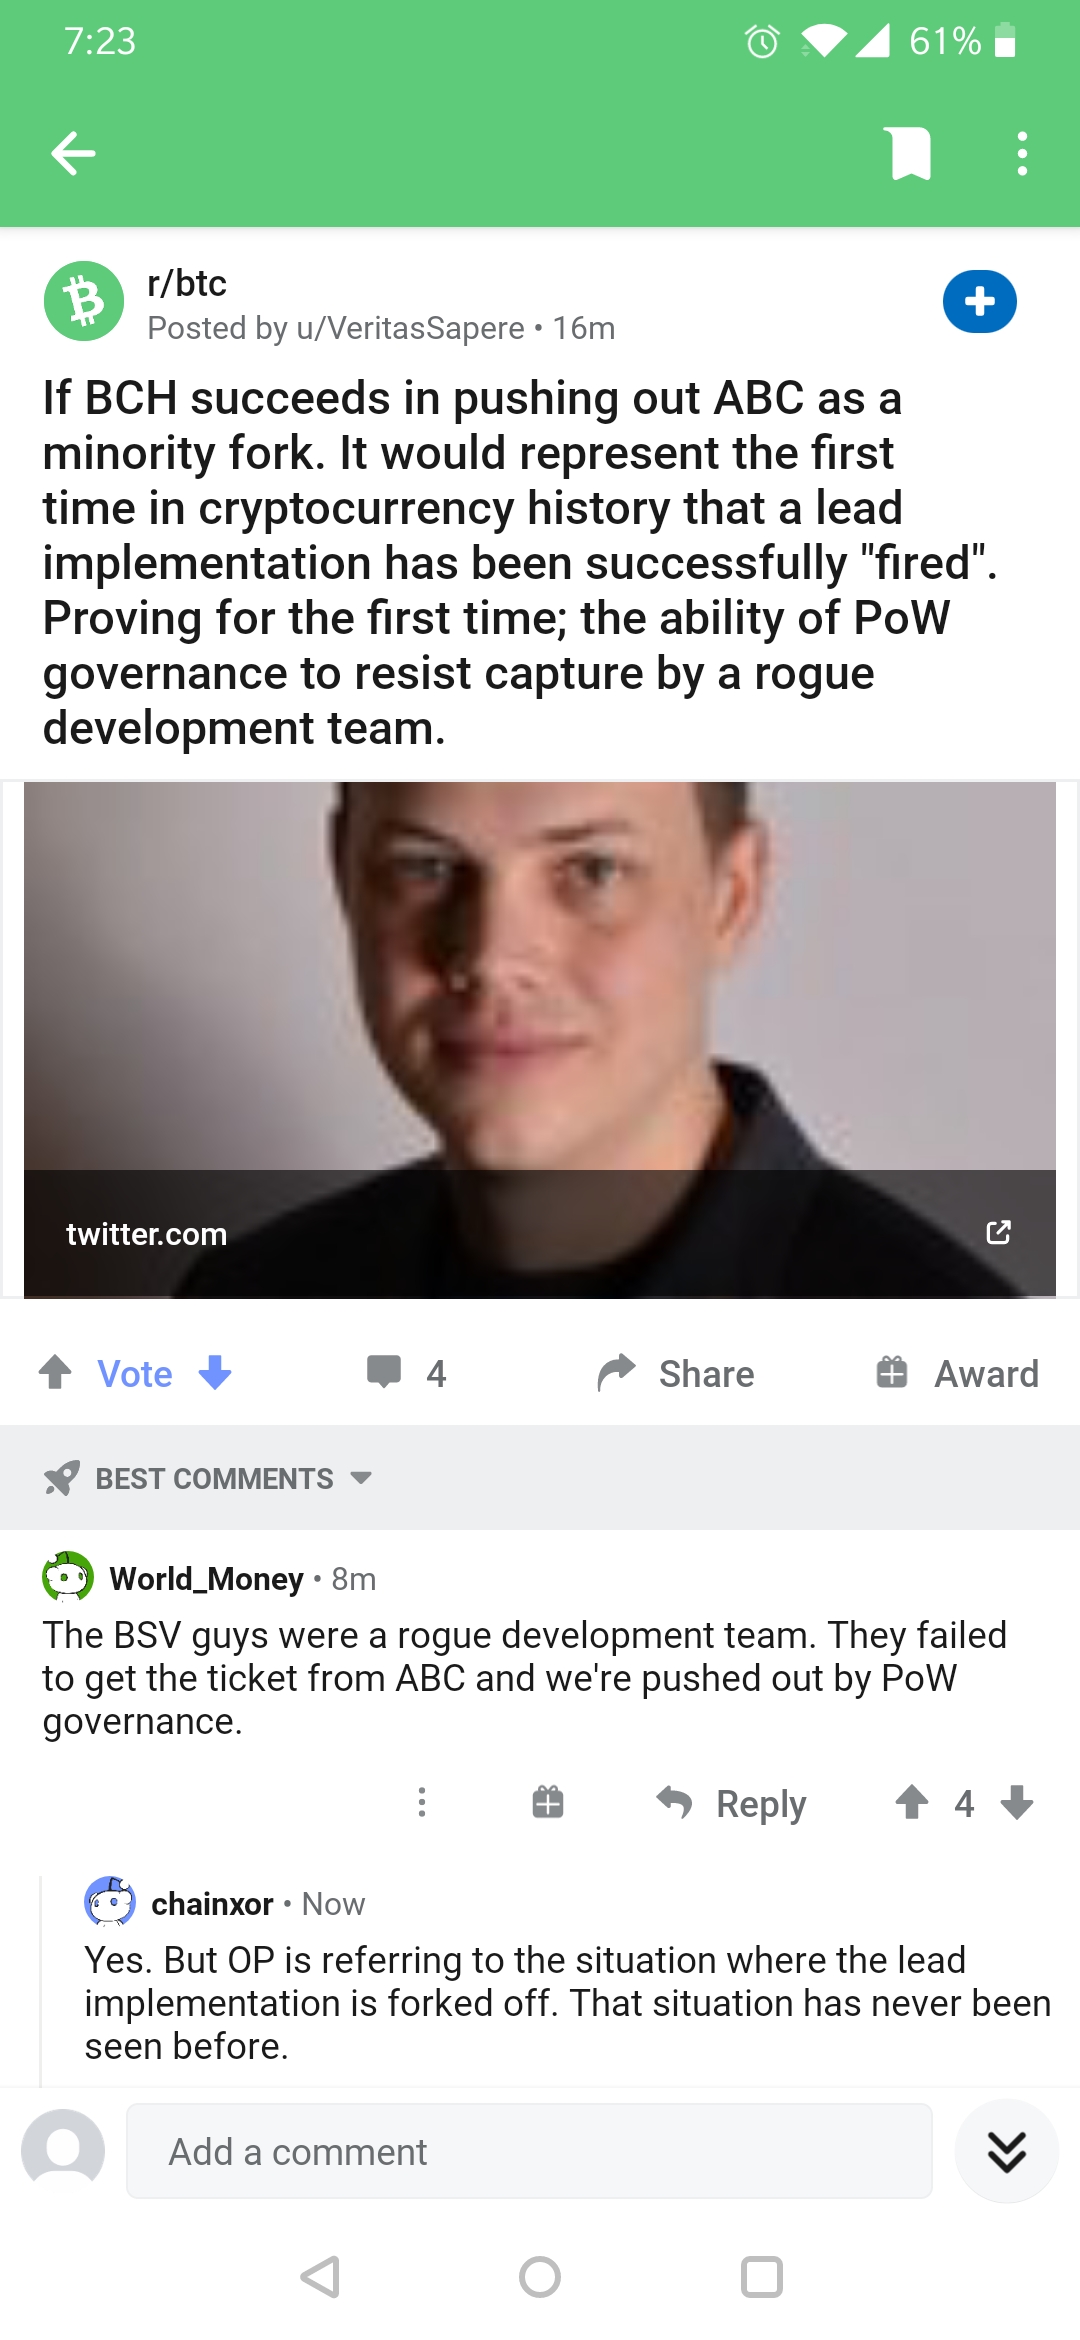 7:23
61%
r/btc
Posted by u/VeritasSapere • 16m
If BCH succeeds in pushing out ABC as a
minority fork. It would represent the first
time in cryptocurrency history that a lead
implementation has been successfully "fired".
Proving for the first time; the ability of PoW
governance to resist capture by a rogue
development team.
twitter.com
Vote
4
Share
Award
BEST COMMENTS
World_Money • 8m
The BSV guys were a rogue development team. They failed
to get the ticket from ABC and we're pushed out by PoW
governance.
Reply
4
chainxor • Now
Yes. But OP is referring to the situation where the lead
implementation is forked off. That situation has never been
seen before.
Add a comment